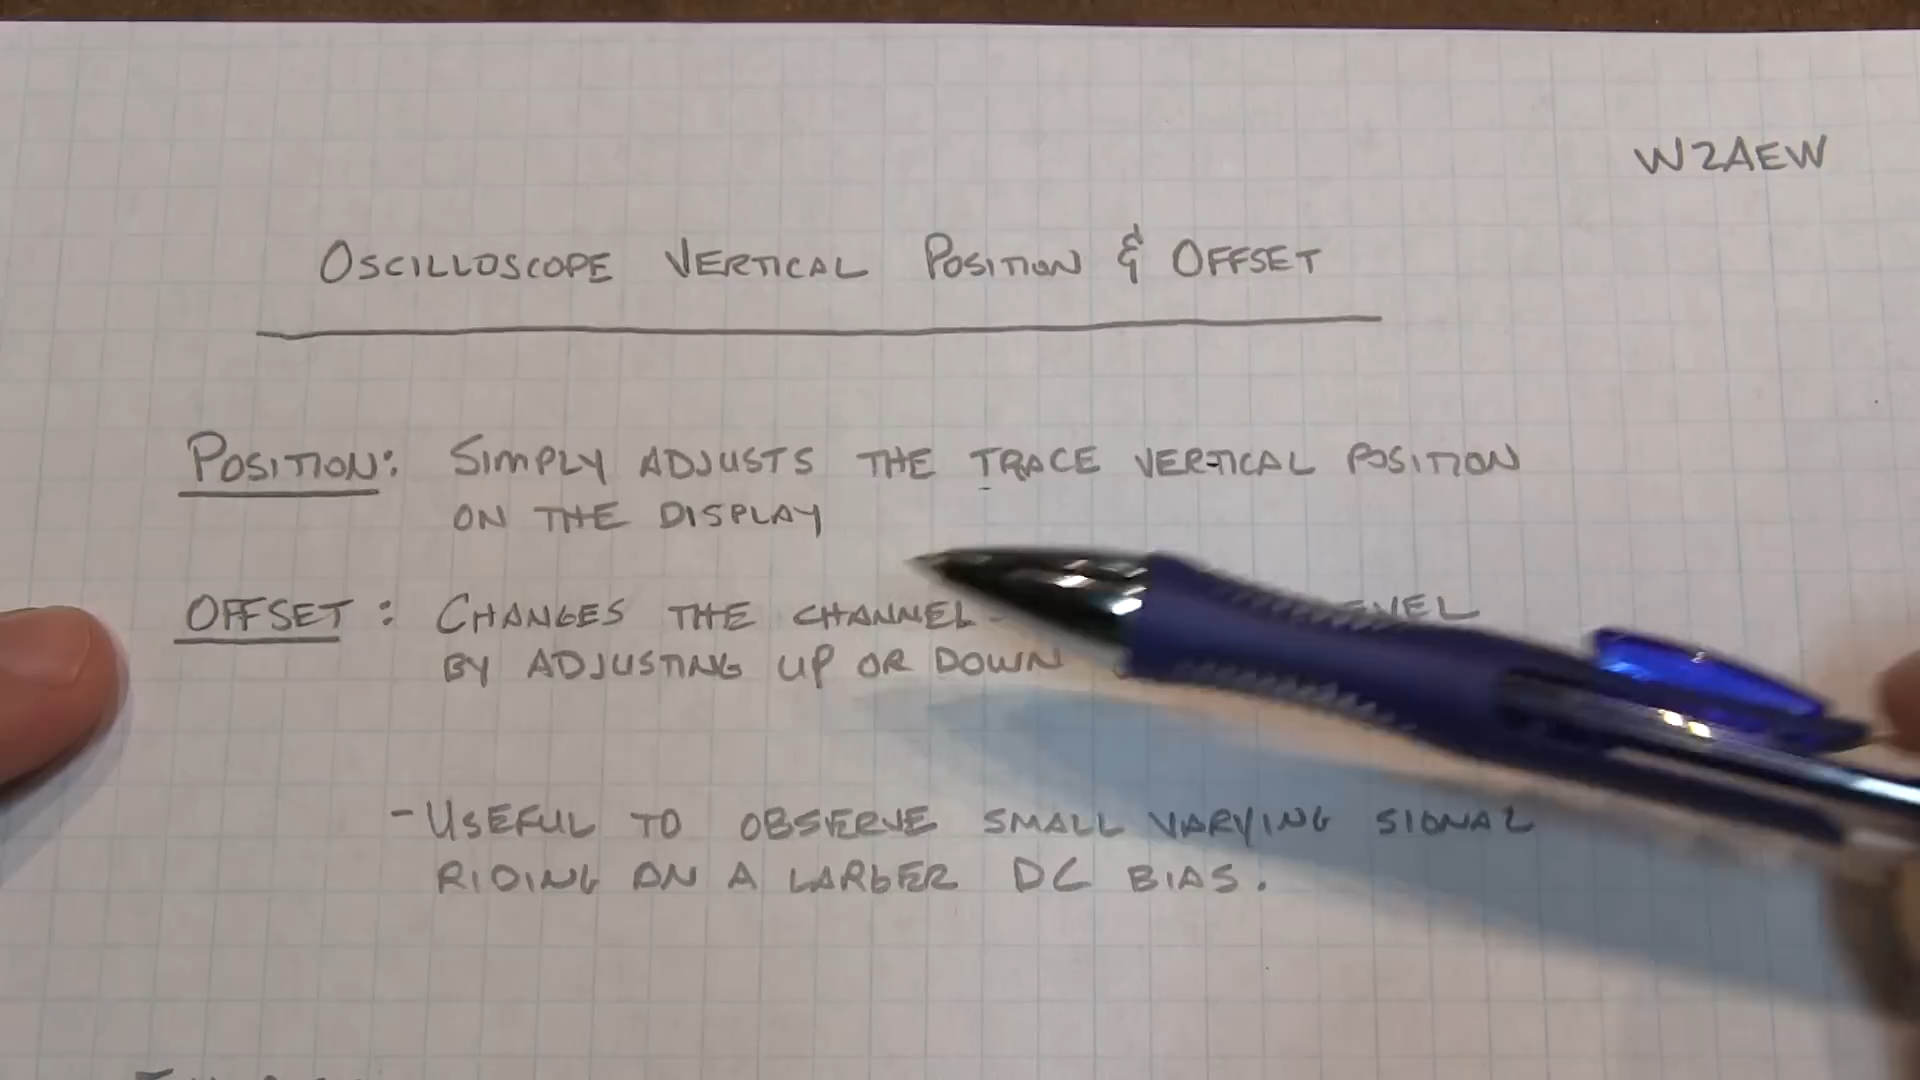 W2AEW
OSCILLOSCOPE VERTICAL POSITION & OFFSET
POSITION: SIMPLY ADJUSTS THE TRACE VERTICAL POSITION
ON THE DISPLAY
OFFSET: CHANGES THE CHANNEL LEVEL
BY ADJUSTING UP OR DOWN
- USEFUL TO OBSERVE SMALL VARYING SIGNAL
RIDING ON A LARGER DC BIAS.